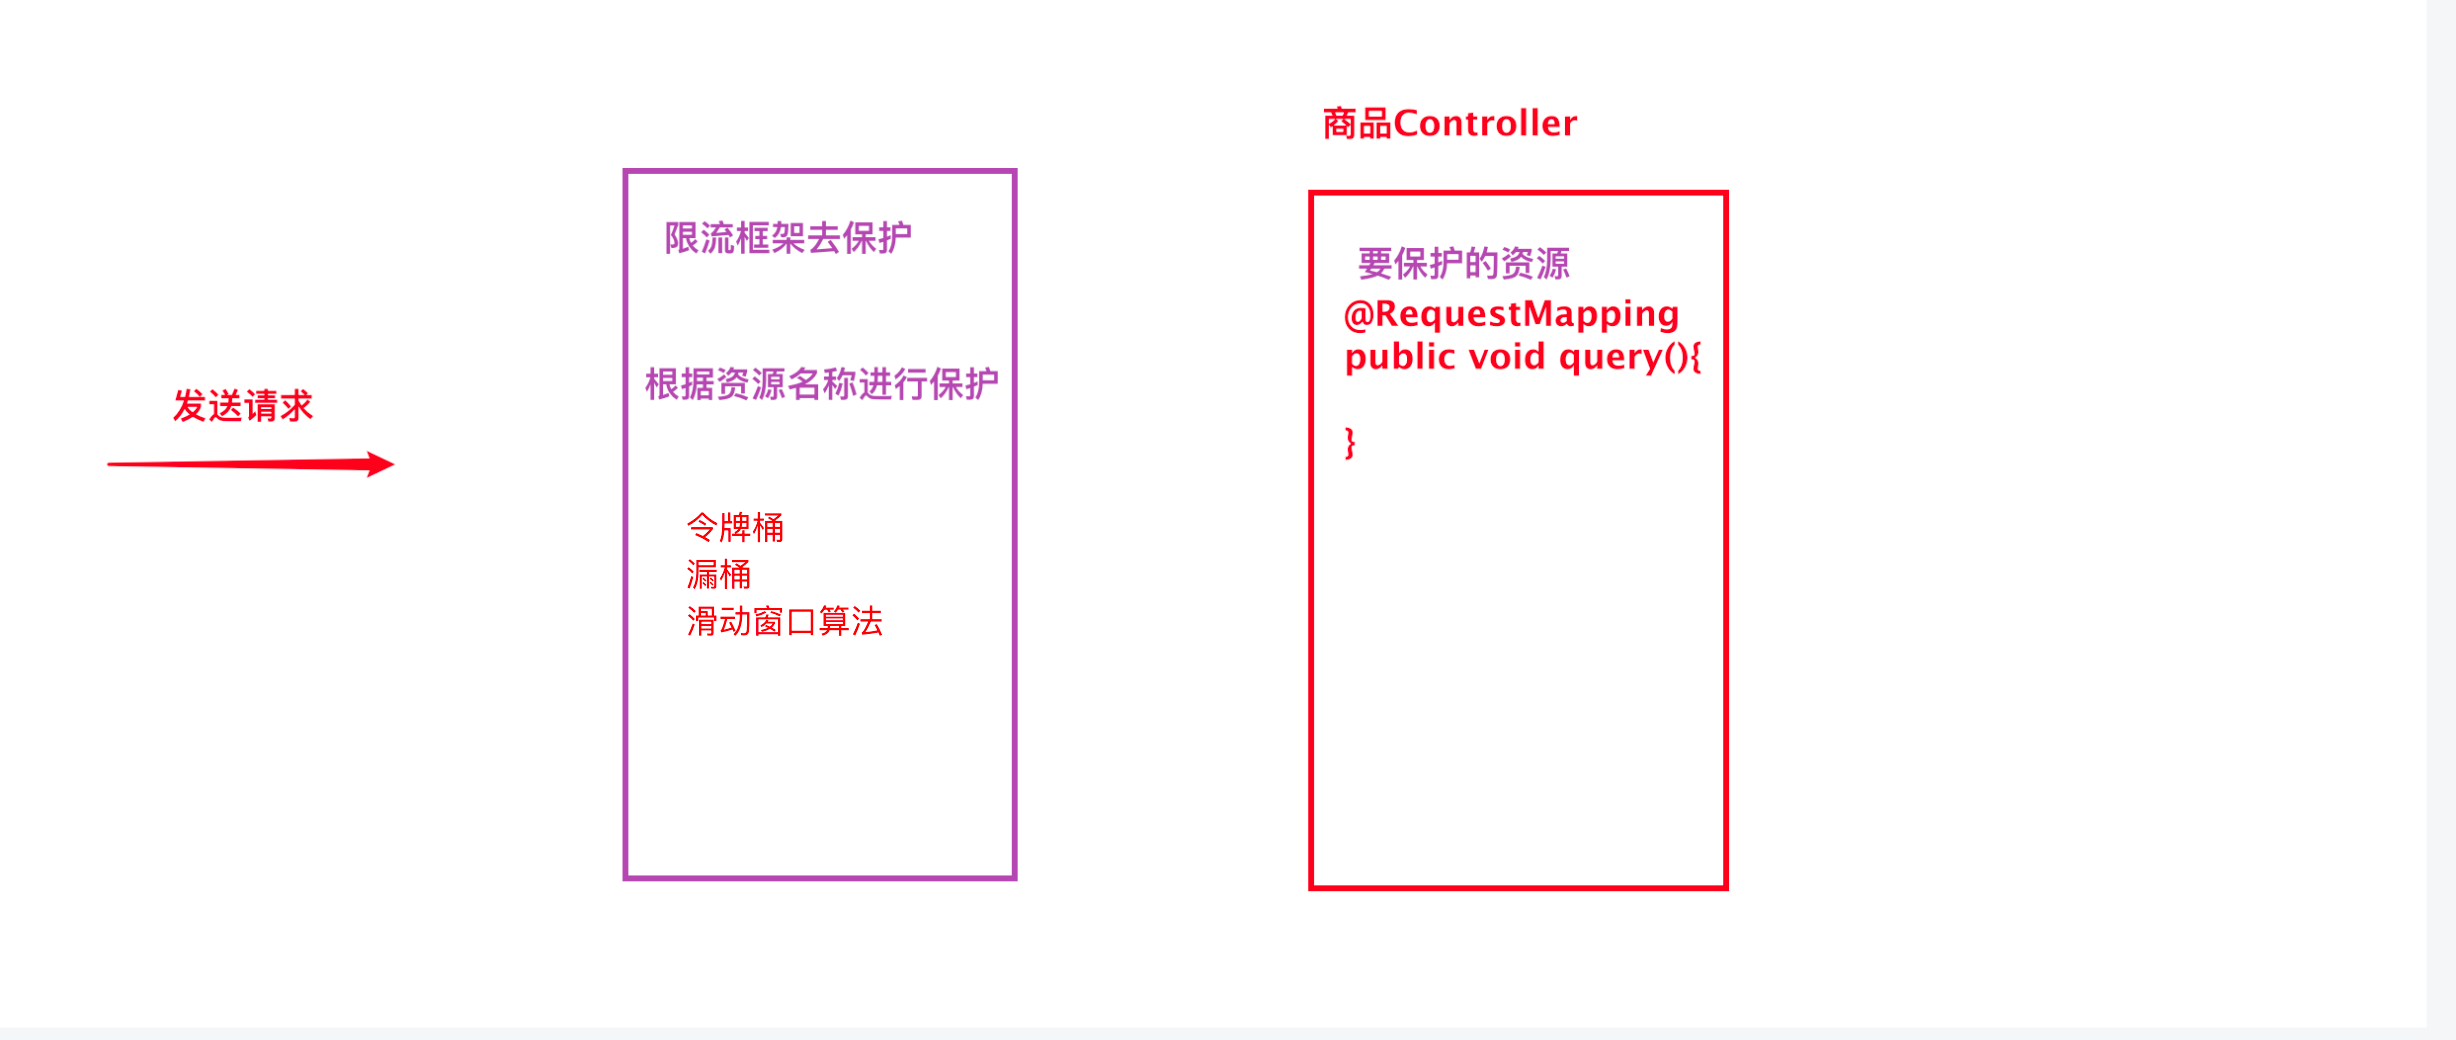 发送请求
限流框架去保护
根据资源名称进行保护
令牌桶
漏桶
滑动窗口算法
商品Controller
要保护的资源
@RequestMapping
public void query(){
}